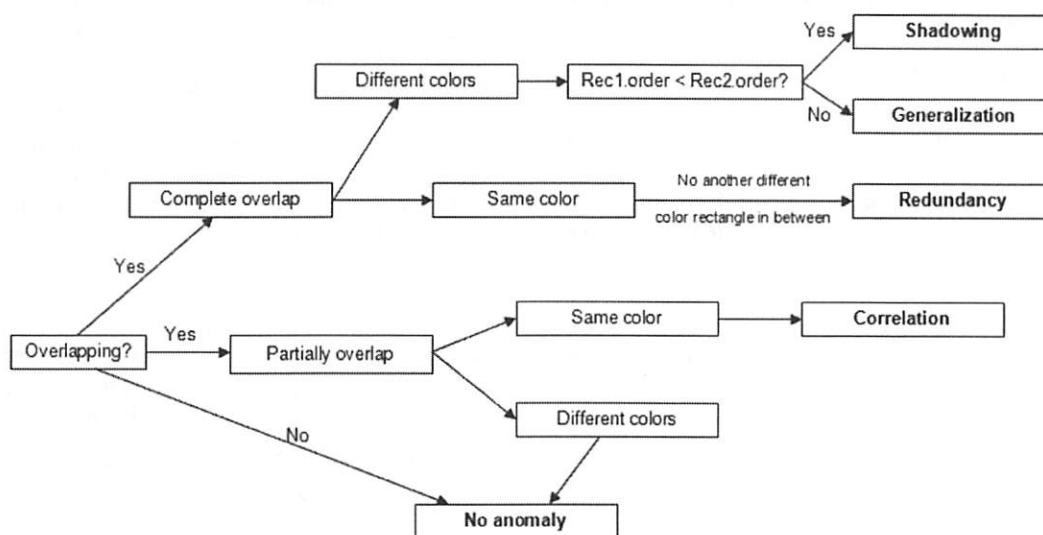 Yes
Shadowing
Different colors
Rec1.order < Rec2.order?
No
Generalization
Complete overlap
Same color
No another different
color rectangle in between
Redundancy
Yes
Same color
Correlation
Overlapping?
Yes
Partially overlap
Different colors
No
No anomaly